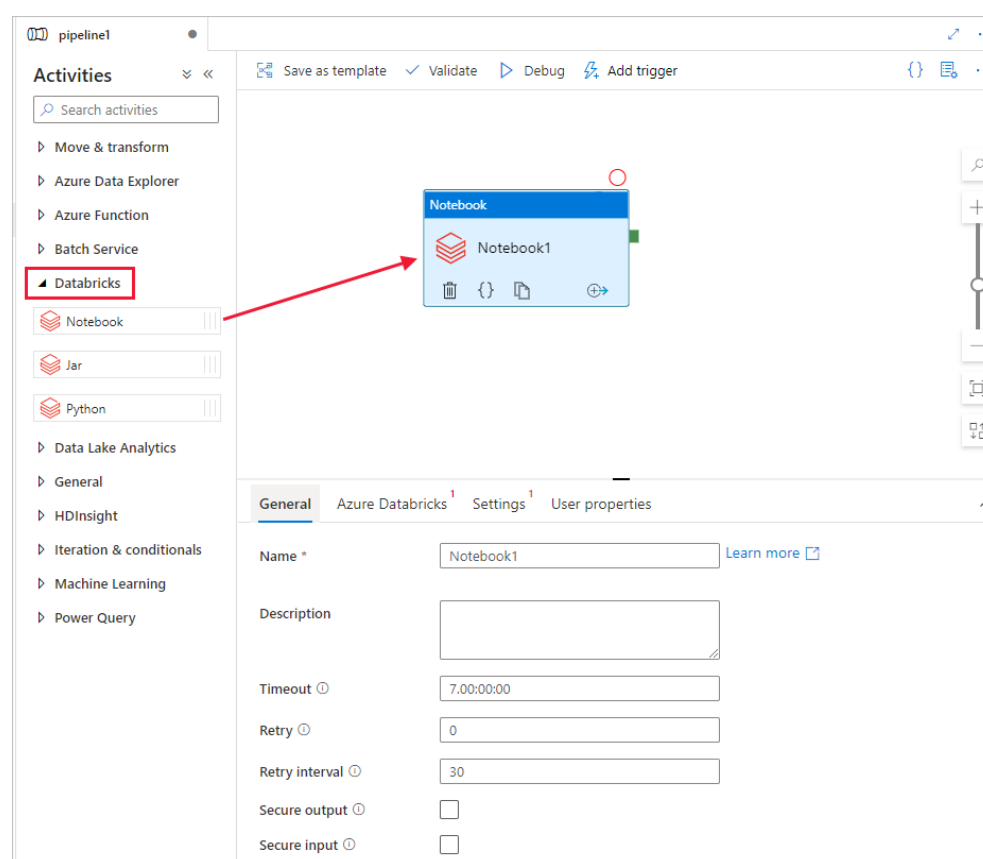 pipeline1
Activities
Save as template Validate Debug Add trigger
Search activities
Move & transform
Azure Data Explorer
Azure Function
Batch Service
Databricks
Notebook
Jar
Python
Data Lake Analytics
General
HDInsight
Iteration & conditionals
Machine Learning
Power Query
Notebook
Notebook1
General Azure Databricks 1 Settings 1 User properties
Name * Notebook1 Learn more
Description
Timeout 7.00:00:00
Retry 0
Retry interval 30
Secure output
Secure input